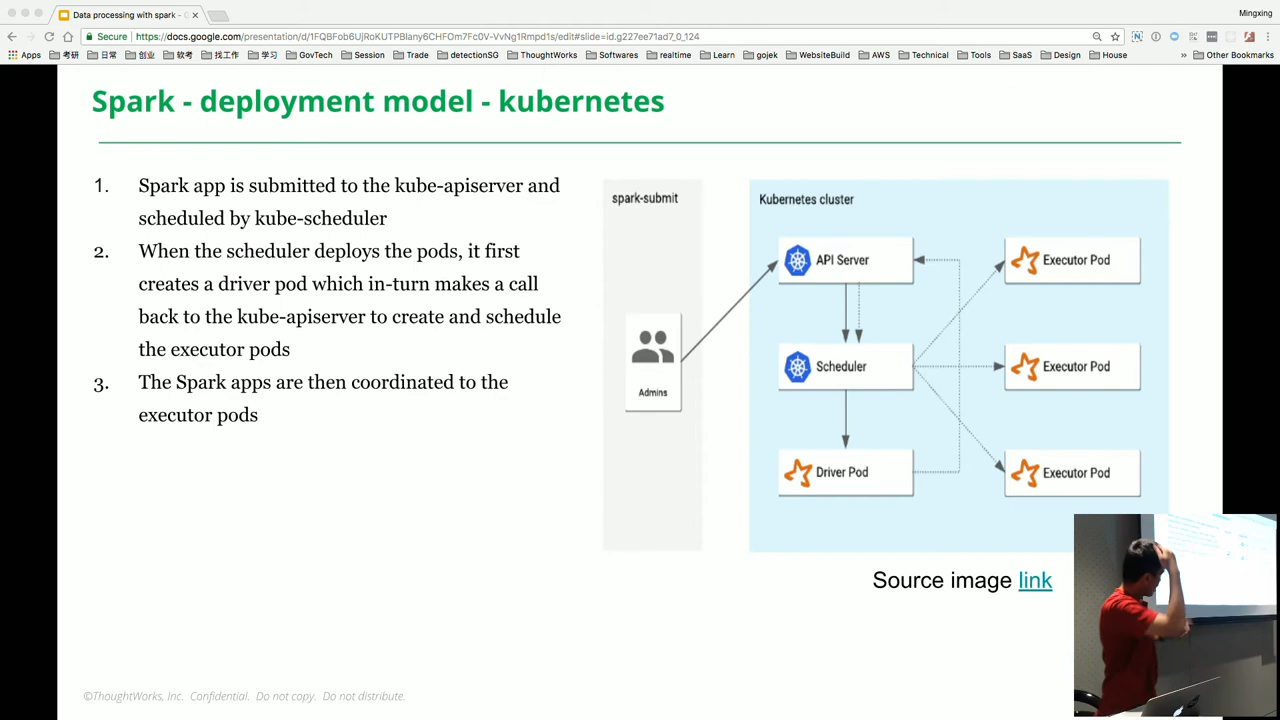 Data processing with spark - G
Mingxing
Secure
https://docs.google.com/presentation/d/1FQBFob6UjRoKUTPBIany6CHFOm7Fc0V-VvNg1Rmpd1s/edit#slide=id.g227ee71ad7_0_124
Apps 考研 日常 创业 软考 找工作 学习 GovTech Session Trade detectionSG ThoughtWorks Softwares realtime Learn gojek WebsiteBuild AWS Technical Tools SaaS Design House » Other Bookmarks
Spark - deployment model - kubernetes
1. Spark app is submitted to the kube-apiserver and
scheduled by kube-scheduler
2. When the scheduler deploys the pods, it first
creates a driver pod which in-turn makes a call
back to the kube-apiserver to create and schedule
the executor pods
3. The Spark apps are then coordinated to the
executor pods
spark-submit
Admins
Kubernetes cluster
API Server
Executor Pod
Scheduler
Executor Pod
Driver Pod
Executor Pod
Source image link
©ThoughtWorks, Inc. Confidential. Do not copy. Do not distribute.